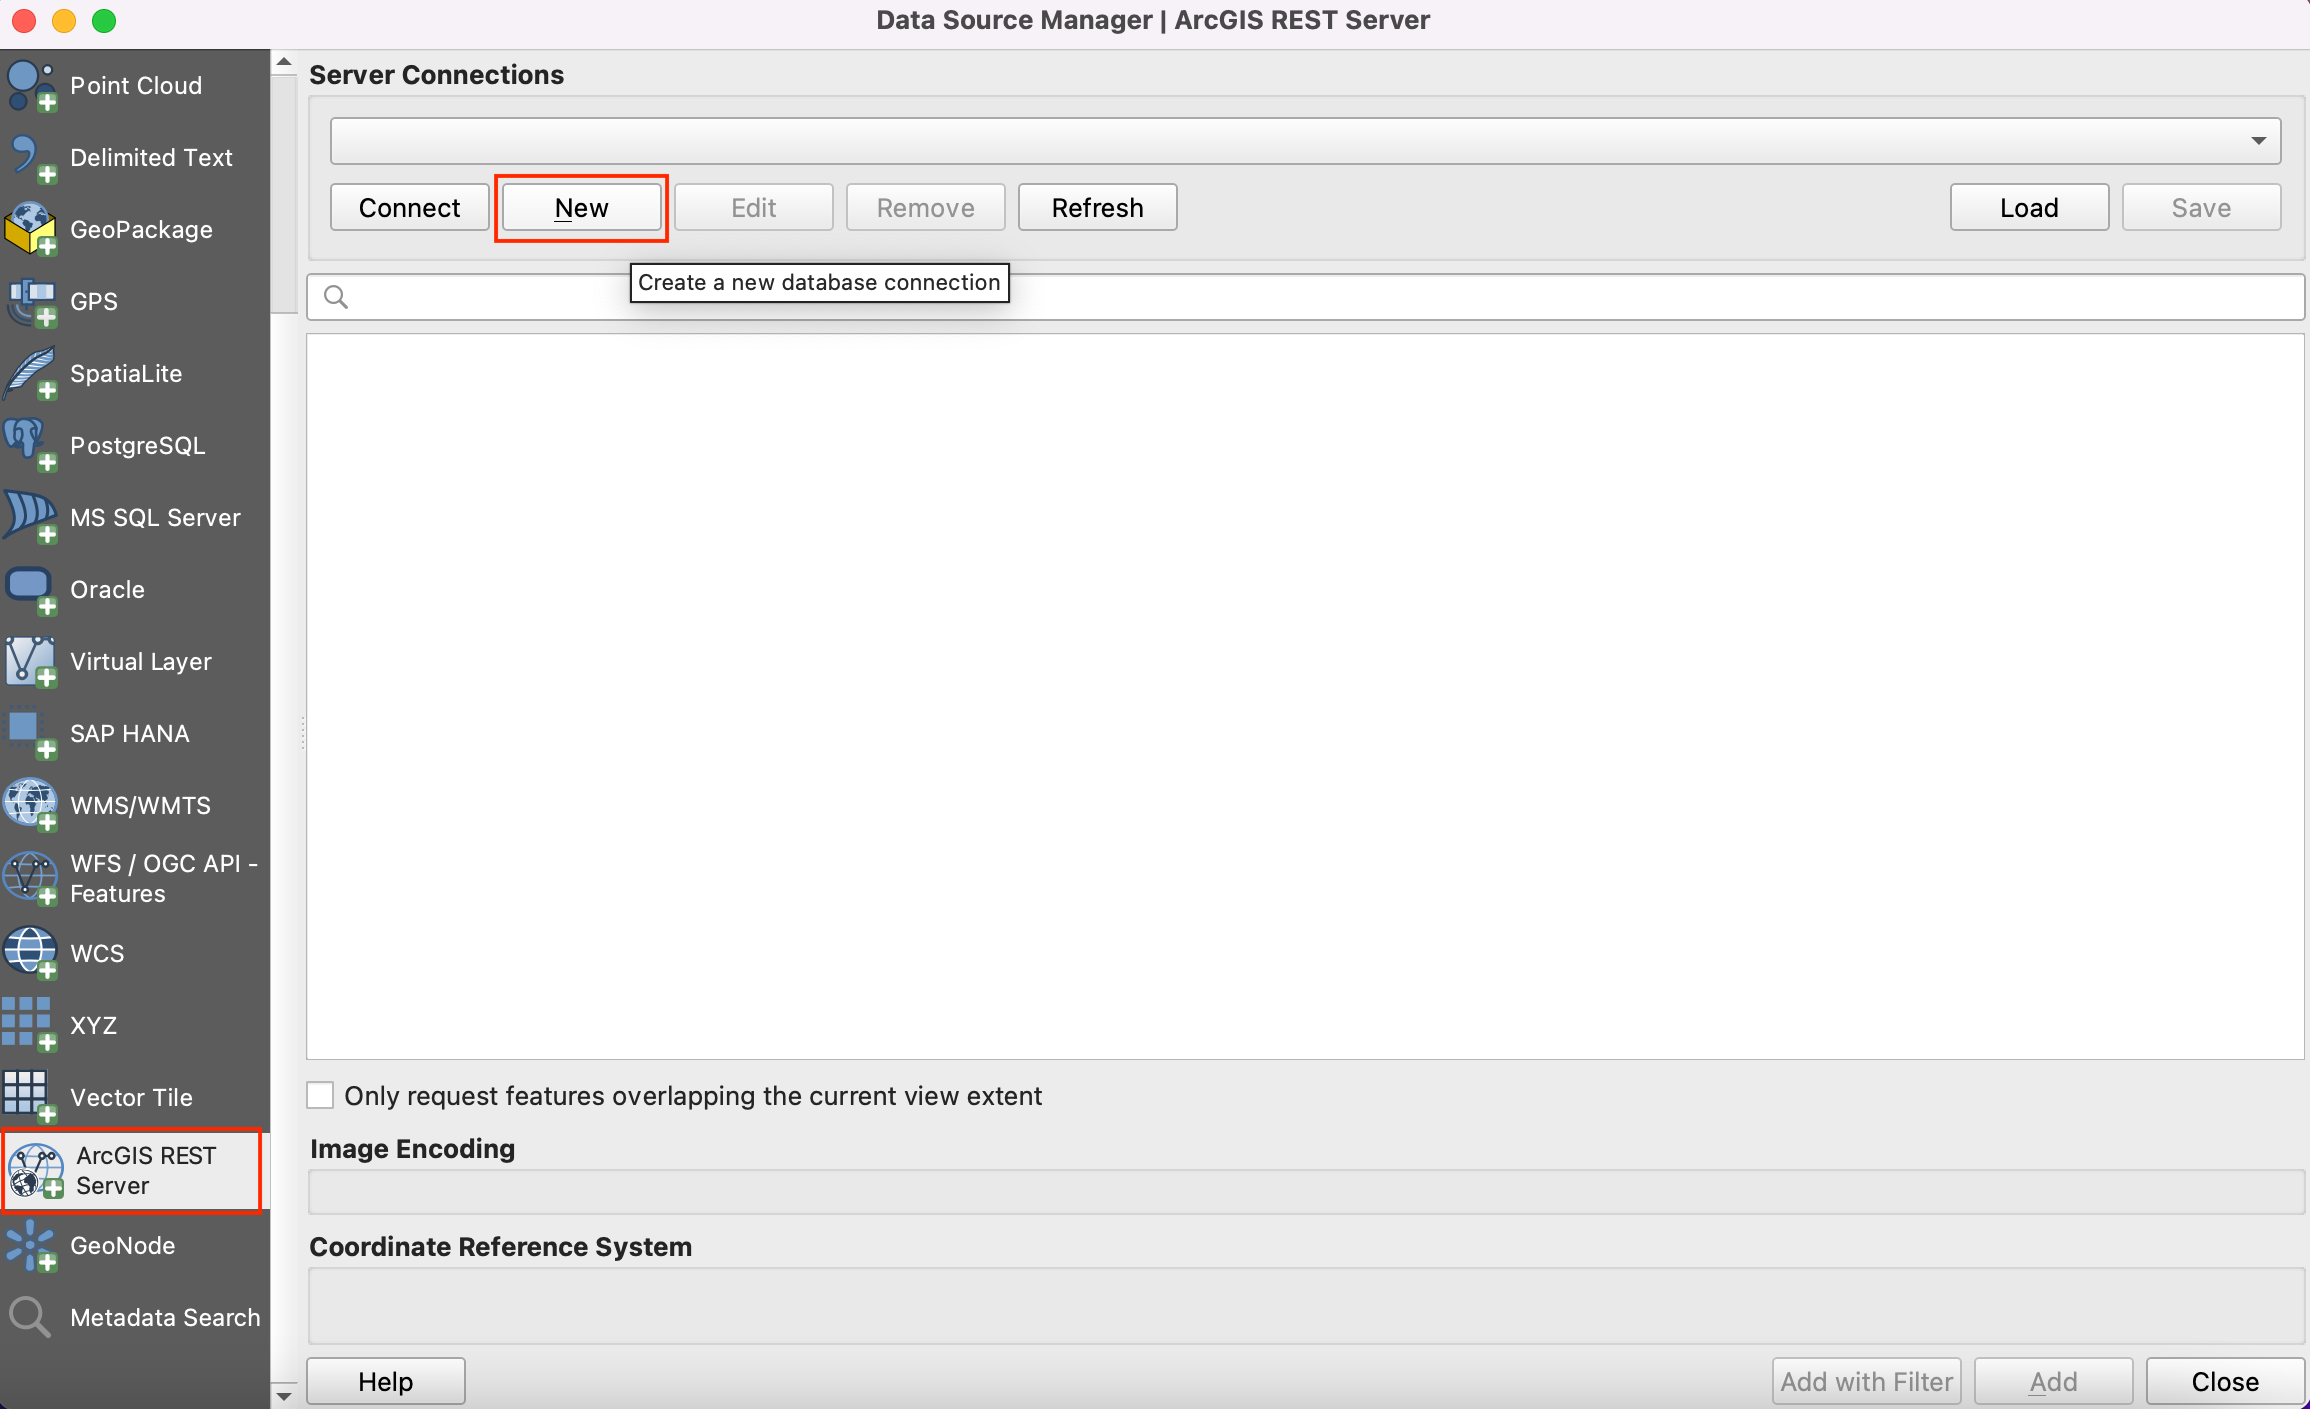 Data Source Manager | ArcGIS REST Server
Point Cloud
Delimited Text
GeoPackage
GPS
SpatiaLite
PostgreSQL
MS SQL Server
Oracle
Virtual Layer
SAP HANA
WMS/WMTS
WFS / OGC API -
Features
WCS
XYZ
Vector Tile
ArcGIS REST
Server
GeoNode
Metadata Search
Server Connections
Connect New Edit Remove Refresh Load Save
Create a new database connection
Only request features overlapping the current view extent
Image Encoding
Coordinate Reference System
Help Add with Filter Add Close